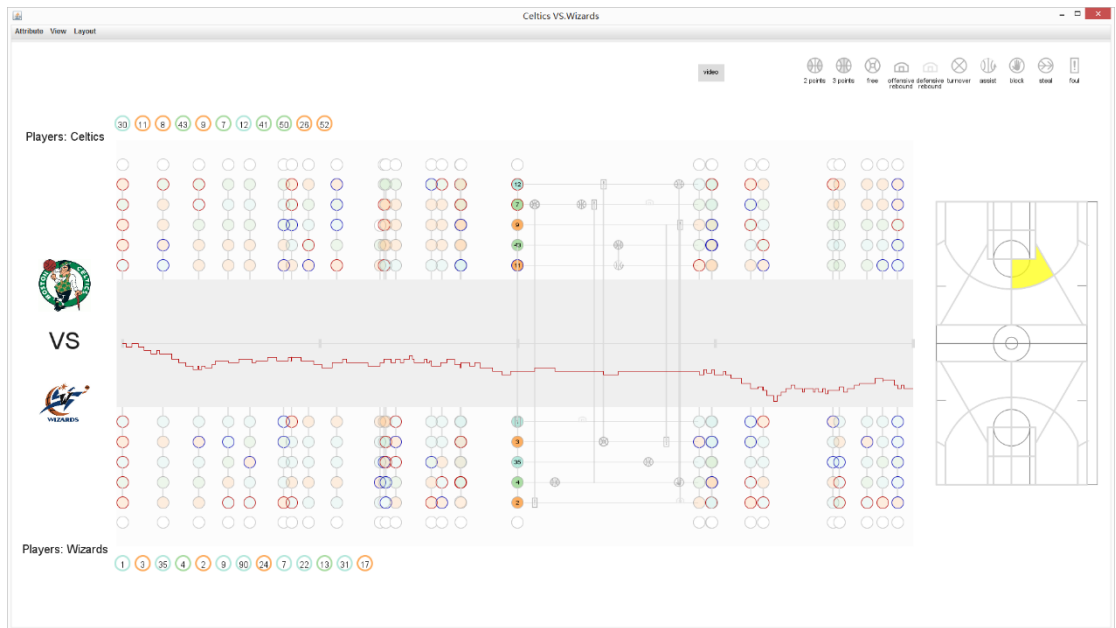 Celtics VS.Wizards
Attribute View Layout
video
2 points 3 points free offensive rebound defensive rebound turnover assist block steal foul
30 11 8 43 9 7 12 41 50 26 52
Players: Celtics
12
7
9
43
11
BOSTON CELTICS
VS
WIZARDS
3
35
4
2
Players: Wizards
1 3 35 4 2 9 90 24 7 22 13 31 17